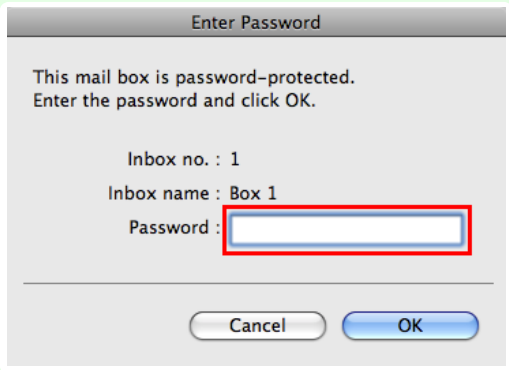 Enter Password
This mail box is password-protected.
Enter the password and click OK.
Inbox no. : 1
Inbox name : Box 1
Password :
Cancel OK